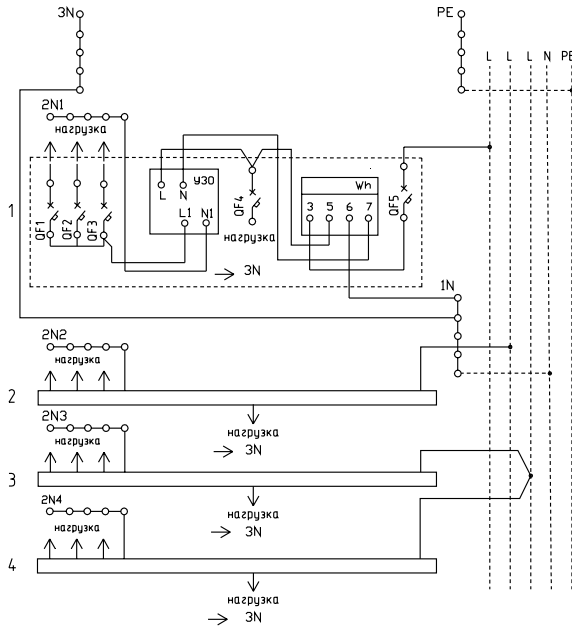 3N PE
L L L N PE
2N1
нагрузка
УЗО Wh
L N
QF1 QF2 QF3 QF4 QF5
1
3 5 6 7
L1 N1
нагрузка
3N
1N
2N2
нагрузка
2
нагрузка
3N
2N3
нагрузка
3
нагрузка
3N
2N4
нагрузка
4
нагрузка
3N